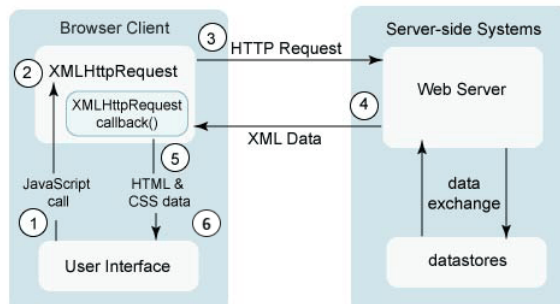 Browser Client
3
HTTP Request
Server-side Systems
2
XMLHttpRequest
XMLHttpRequest
callback()
Web Server
4
XML Data
5
JavaScript
call
HTML &
CSS data
data
exchange
1
6
User Interface
datastores